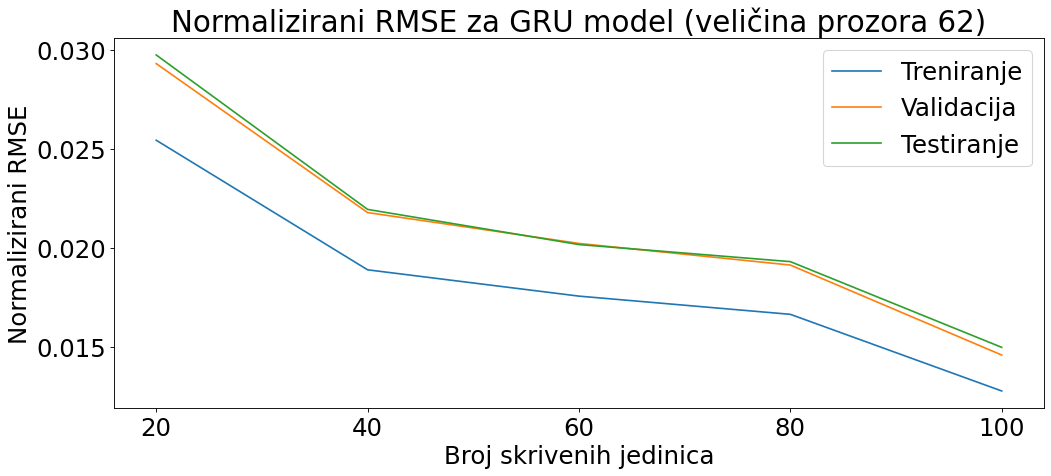 Normalizirani RMSE za GRU model (veličina prozora 62)
Normalizirani RMSE
0.030
0.025
0.020
0.015
Treniranje
Validacija
Testiranje
20 40 60 80 100
Broj skrivenih jedinica